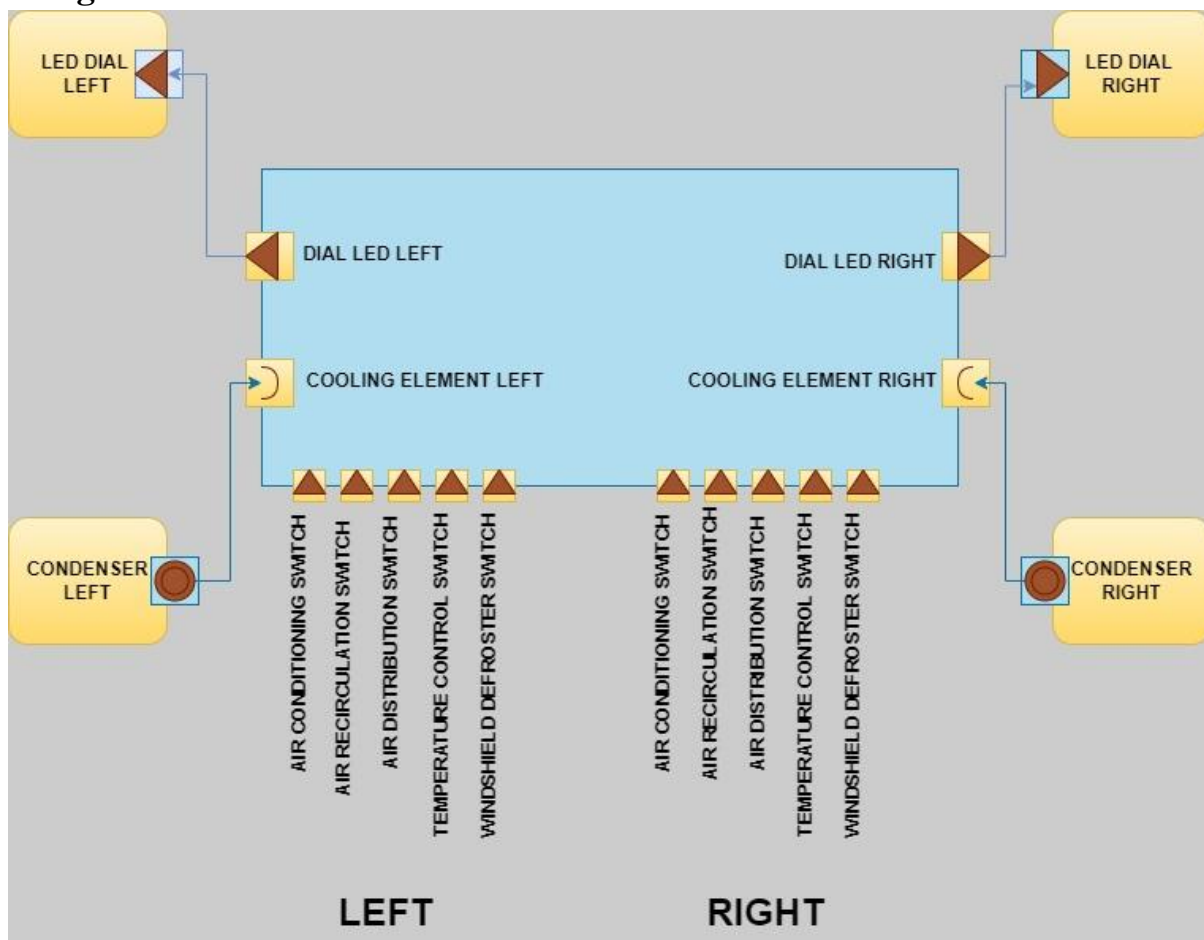 LED DIAL
LEFT
LED DIAL
RIGHT
DIAL LED LEFT
DIAL LED RIGHT
COOLING ELEMENT LEFT
COOLING ELEMENT RIGHT
CONDENSER
LEFT
CONDENSER
RIGHT
AIR CONDITIONING SWITCH
AIR RECIRCULATION SWITCH
AIR DISTRIBUTION SWITCH
TEMPERATURE CONTROL SWITCH
WINDSHIELD DEFROSTER SWITCH
AIR CONDITIONING SWITCH
AIR RECIRCULATION SWITCH
AIR DISTRIBUTION SWITCH
TEMPERATURE CONTROL SWITCH
WINDSHIELD DEFROSTER SWITCH
LEFT
RIGHT